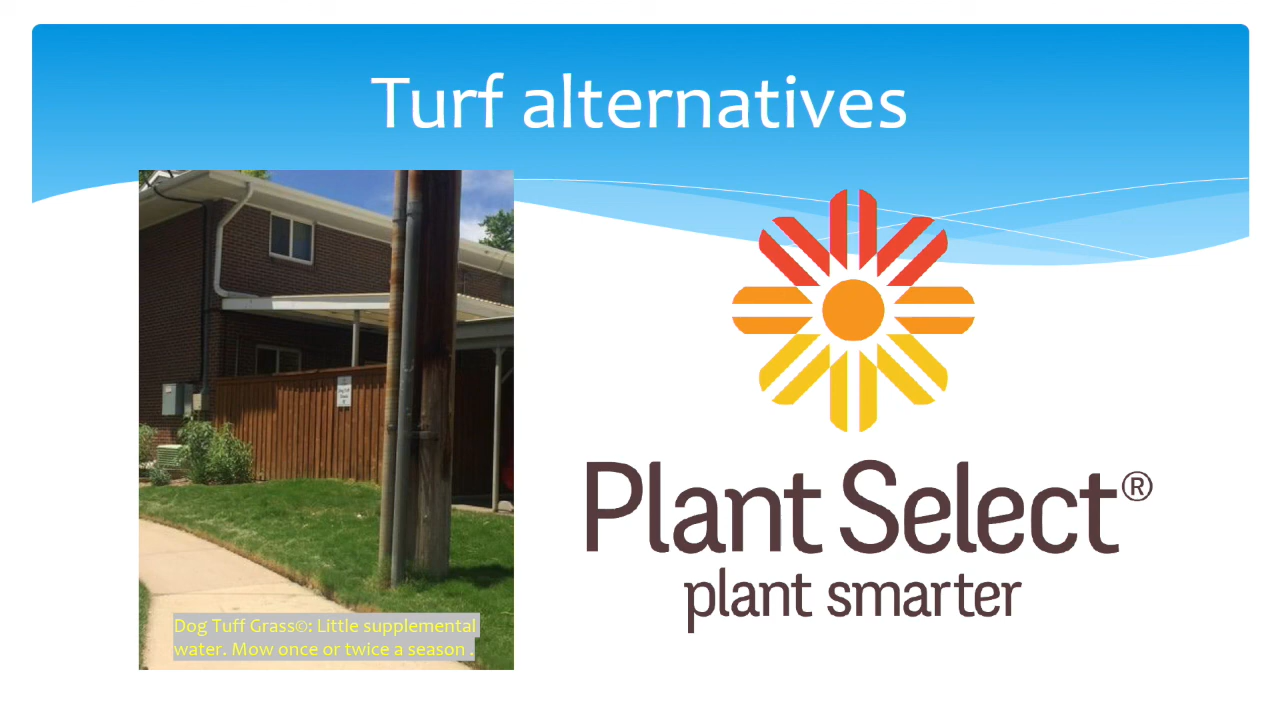 Turf alternatives
Dog Tuff Grass©: Little supplemental
water. Mow once or twice a season .
Plant Select®
plant smarter